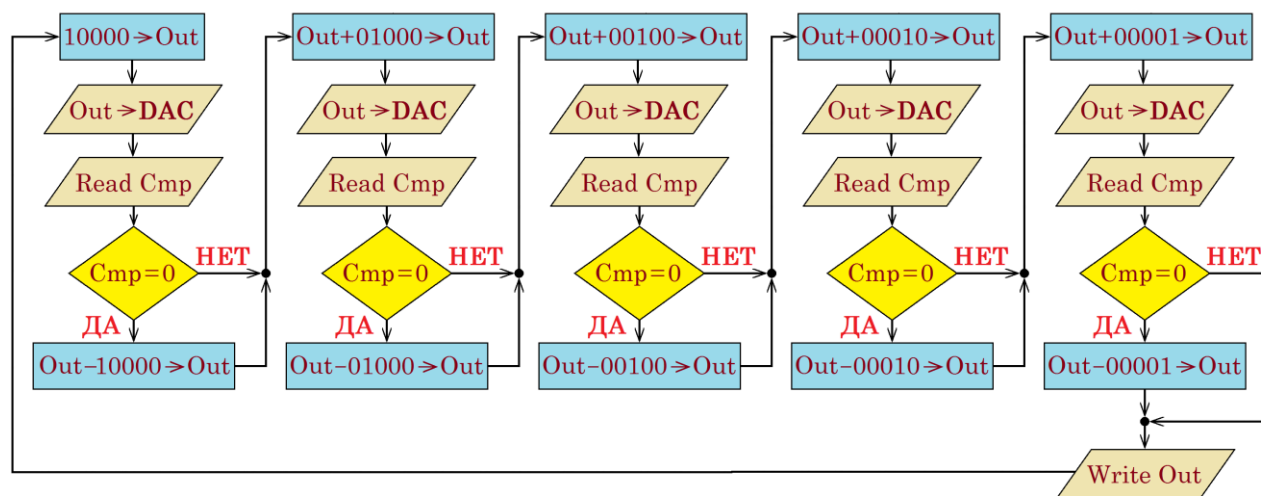 10000→Out
Out→DAC
Read Cmp
Cmp=0
НЕТ
ДА
Out−10000→Out
Out+01000→Out
Out→DAC
Read Cmp
Cmp=0
НЕТ
ДА
Out−01000→Out
Out+00100→Out
Out→DAC
Read Cmp
Cmp=0
НЕТ
ДА
Out−00100→Out
Out+00010→Out
Out→DAC
Read Cmp
Cmp=0
НЕТ
ДА
Out−00010→Out
Out+00001→Out
Out→DAC
Read Cmp
Cmp=0
НЕТ
ДА
Out−00001→Out
Write Out